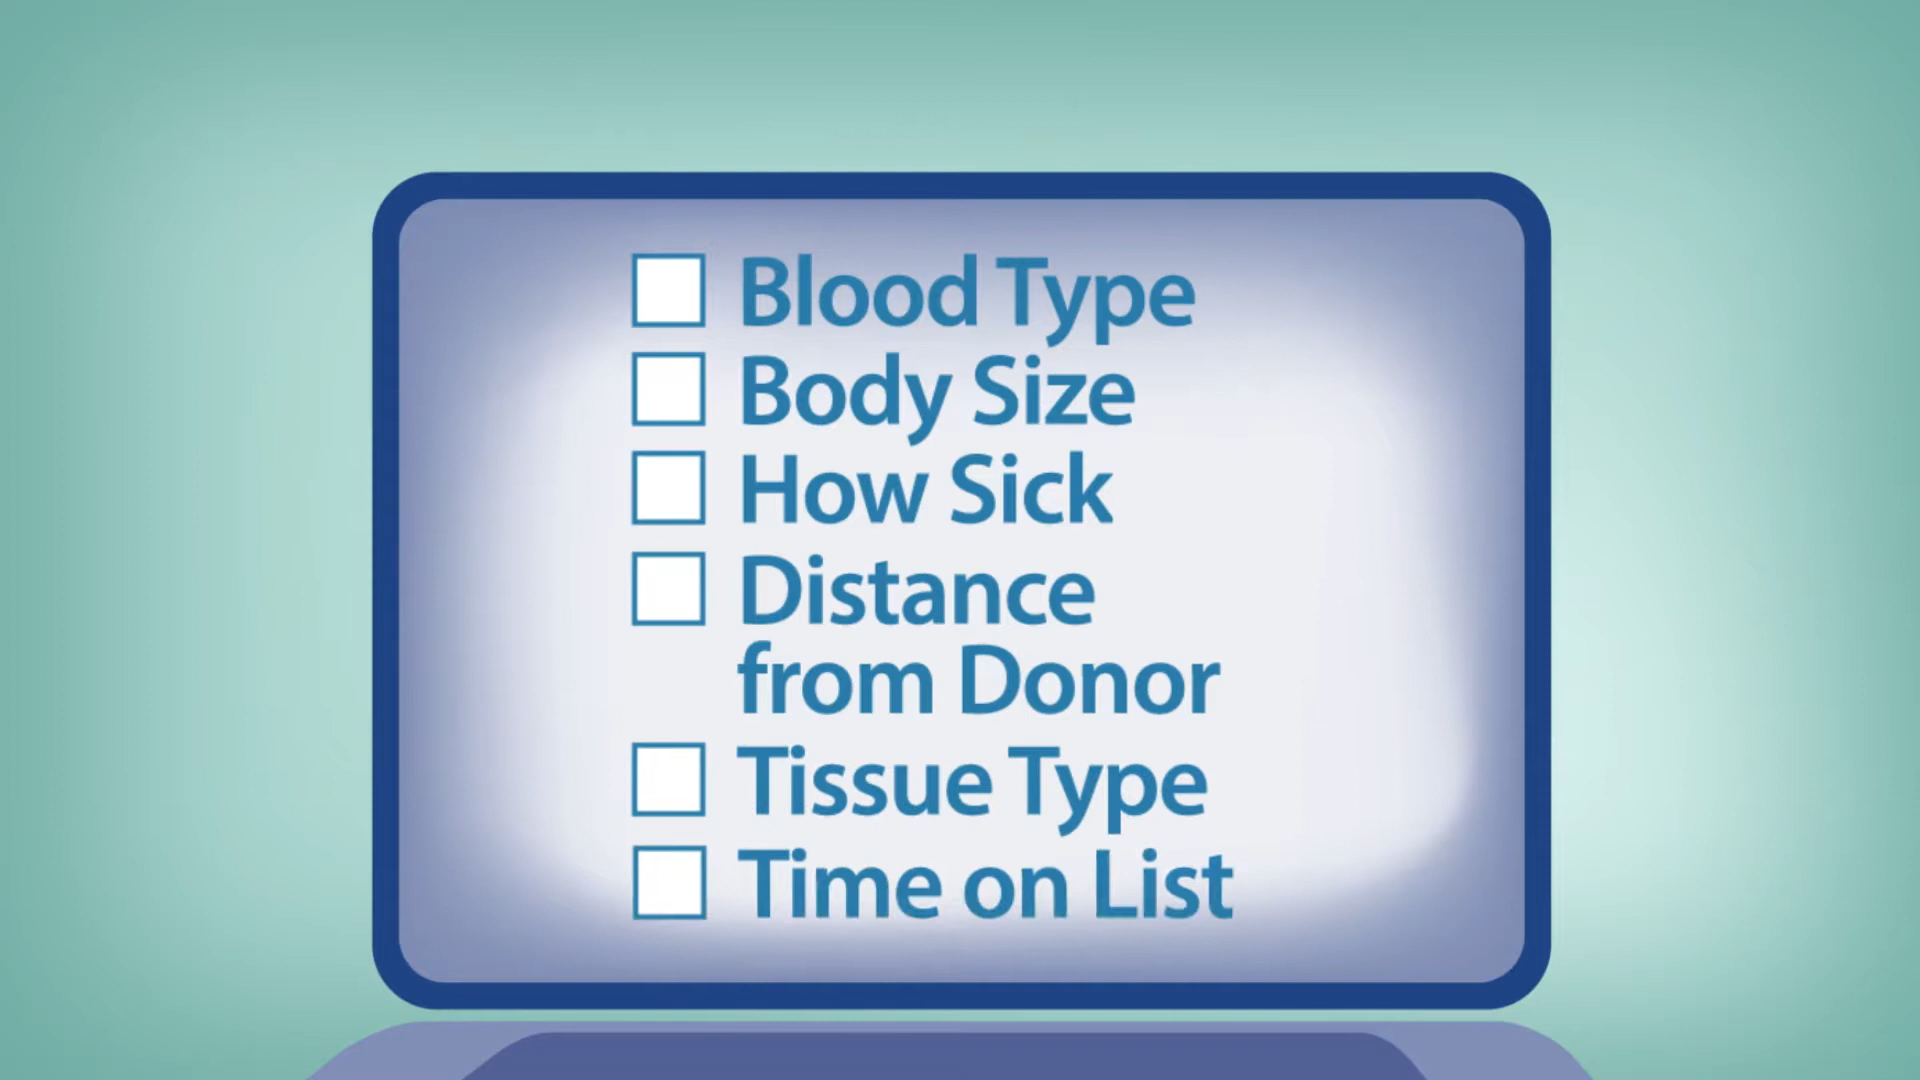 Blood Type
Body Size
How Sick
Distance
from Donor
Tissue Type
Time on List